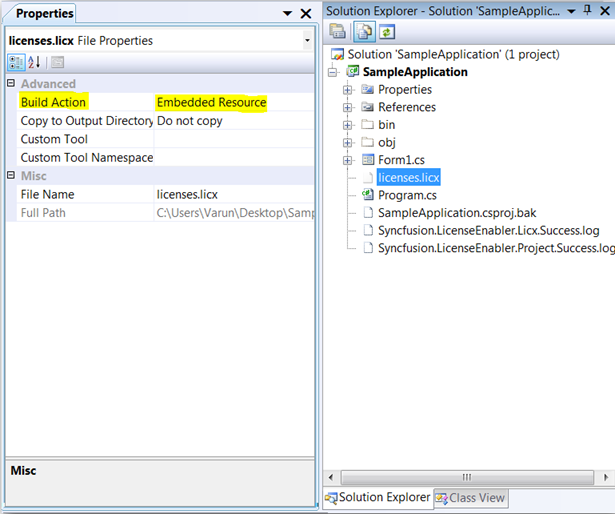 Properties
licenses.licx File Properties
Advanced
Build Action Embedded Resource
Copy to Output Directory Do not copy
Custom Tool
Custom Tool Namespace
Misc
File Name licenses.licx
Full Path C:\Users\Varun\Desktop\Samp
Misc
Solution Explorer - Solution 'SampleApplic...
Solution 'SampleApplication' (1 project)
SampleApplication
Properties
References
bin
obj
Form1.cs
licenses.licx
Program.cs
SampleApplication.csproj.bak
Syncfusion.LicenseEnabler.Licx.Success.log
Syncfusion.LicenseEnabler.Project.Success.log
Solution Explorer Class View